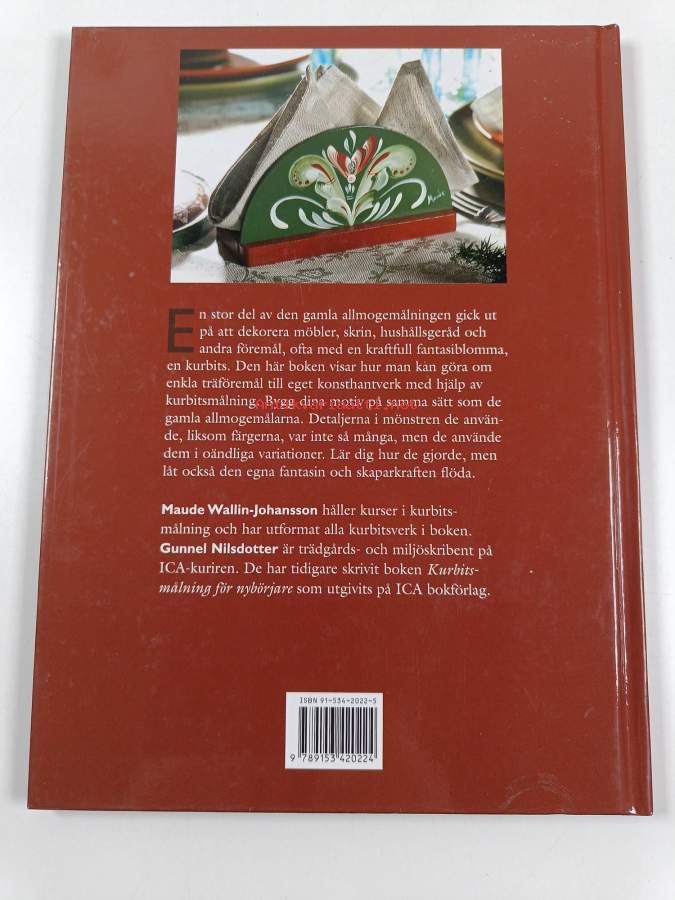 Maude
En stor del av den gamla allmogemålningen gick ut
på att dekorera möbler, skrin, hushållsgeråd och
andra föremål, ofta med en kraftfull fantasiblomma,
en kurbits. Den här boken visar hur man kan göra om
enkla träföremål till eget konsthantverk med hjälp av
kurbitsmålning. Bygg dina motiv på samma sätt som de
Antikvariaatti.net
gamla allmogemålarna. Detaljerna i mönstren de använ-
de, liksom färgerna, var inte så många, men de använde
dem i oändliga variationer. Lär dig hur de gjorde, men
låt också den egna fantasin och skaparkraften flöda.
Maude Wallin-Johansson håller kurser i kurbits-
målning och har utformat alla kurbitsverk i boken.
Gunnel Nilsdotter är trädgårds- och miljöskribent på
ICA-kuriren. De har tidigare skrivit boken Kurbits-
målning för nybörjare som utgivits på ICA bokförlag.
ISBN 91-534-2022-5
9 789153 420224